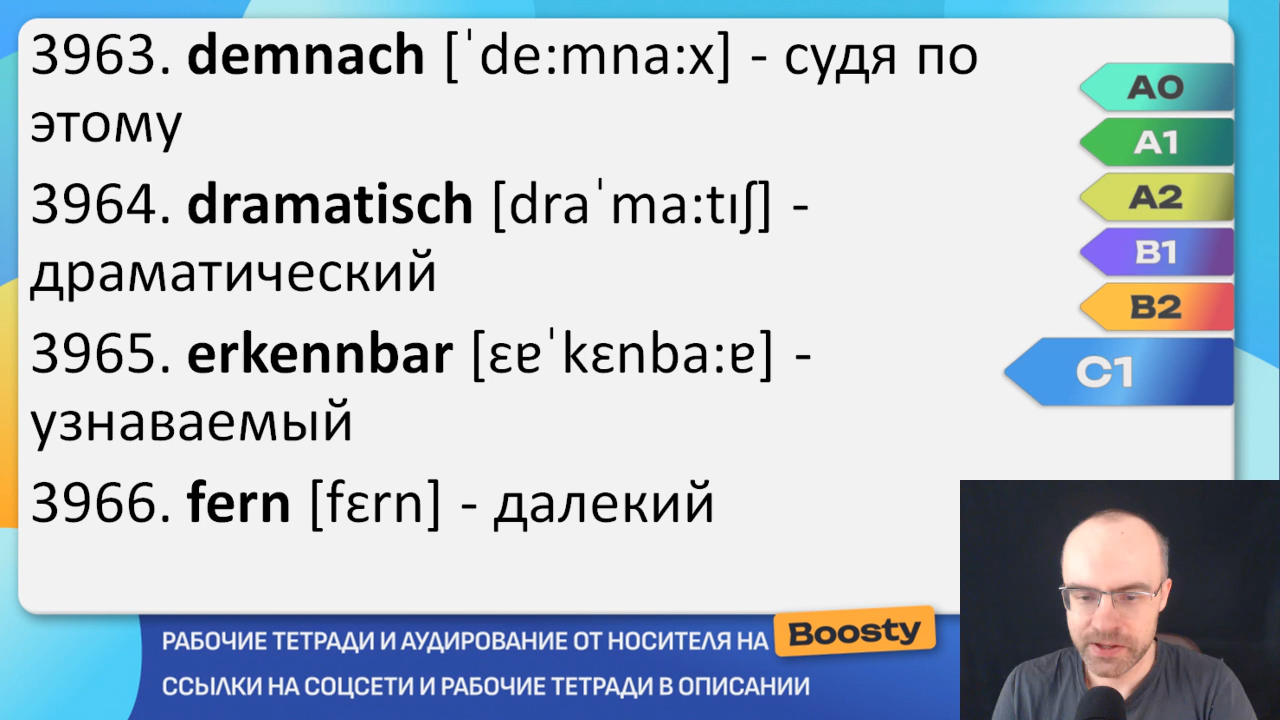 3963. demnach [ˈde:mna:x] - судя по
этому
3964. dramatisch [draˈma:tɪʃ] -
драматический
3965. erkennbar [ɛɐˈkɛnba:ɐ] -
узнаваемый
3966. fern [fɛrn] - далекий
A0
A1
A2
B1
B2
C1
РАБОЧИЕ ТЕТРАДИ И АУДИРОВАНИЕ ОТ НОСИТЕЛЯ НА Boosty
ССЫЛКИ НА СОЦСЕТИ И РАБОЧИЕ ТЕТРАДИ В ОПИСАНИИ